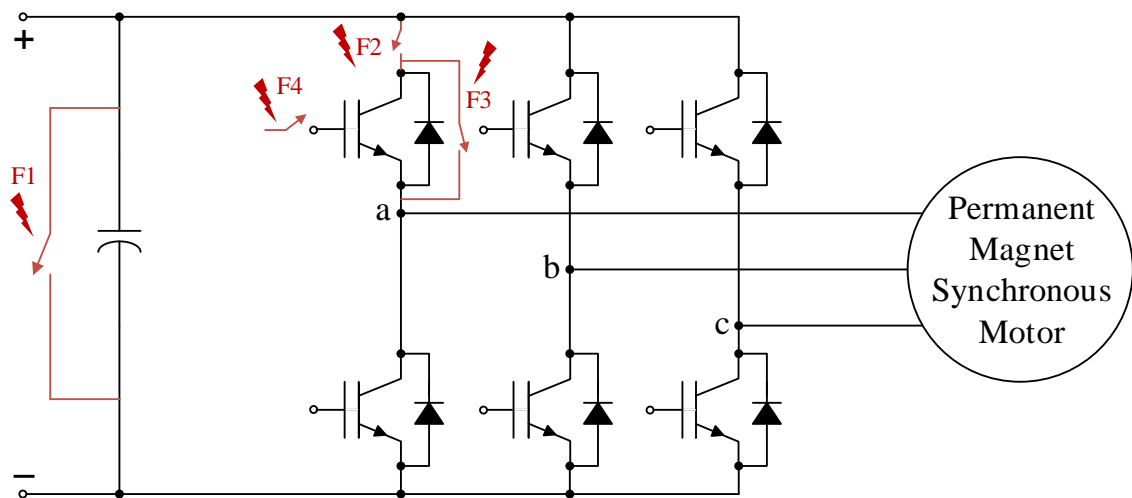 +
F2
F4
F3
F1
a
b
c
Permanent
Magnet
Synchronous
Motor
−